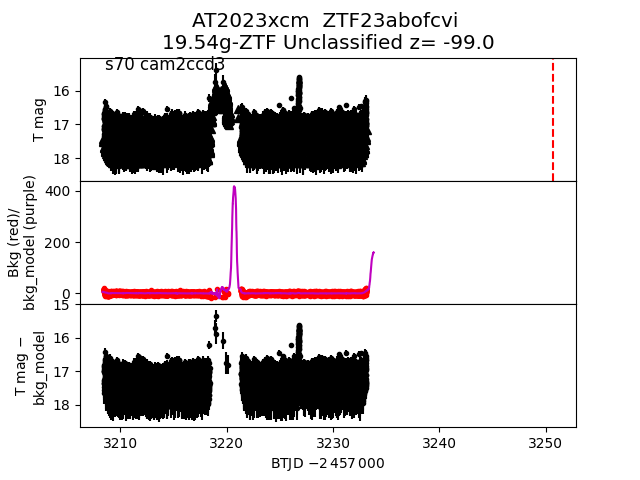 AT2023xcm  ZTF23abofcvi
19.54g-ZTF Unclassified z= -99.0
s70 cam2ccd3
T mag
16
17
18
Bkg (red)/
bkg_model (purple)
400
200
0
T mag −
bkg_model
15
16
17
18
3210 3220 3230 3240 3250
BTJD −2 457 000